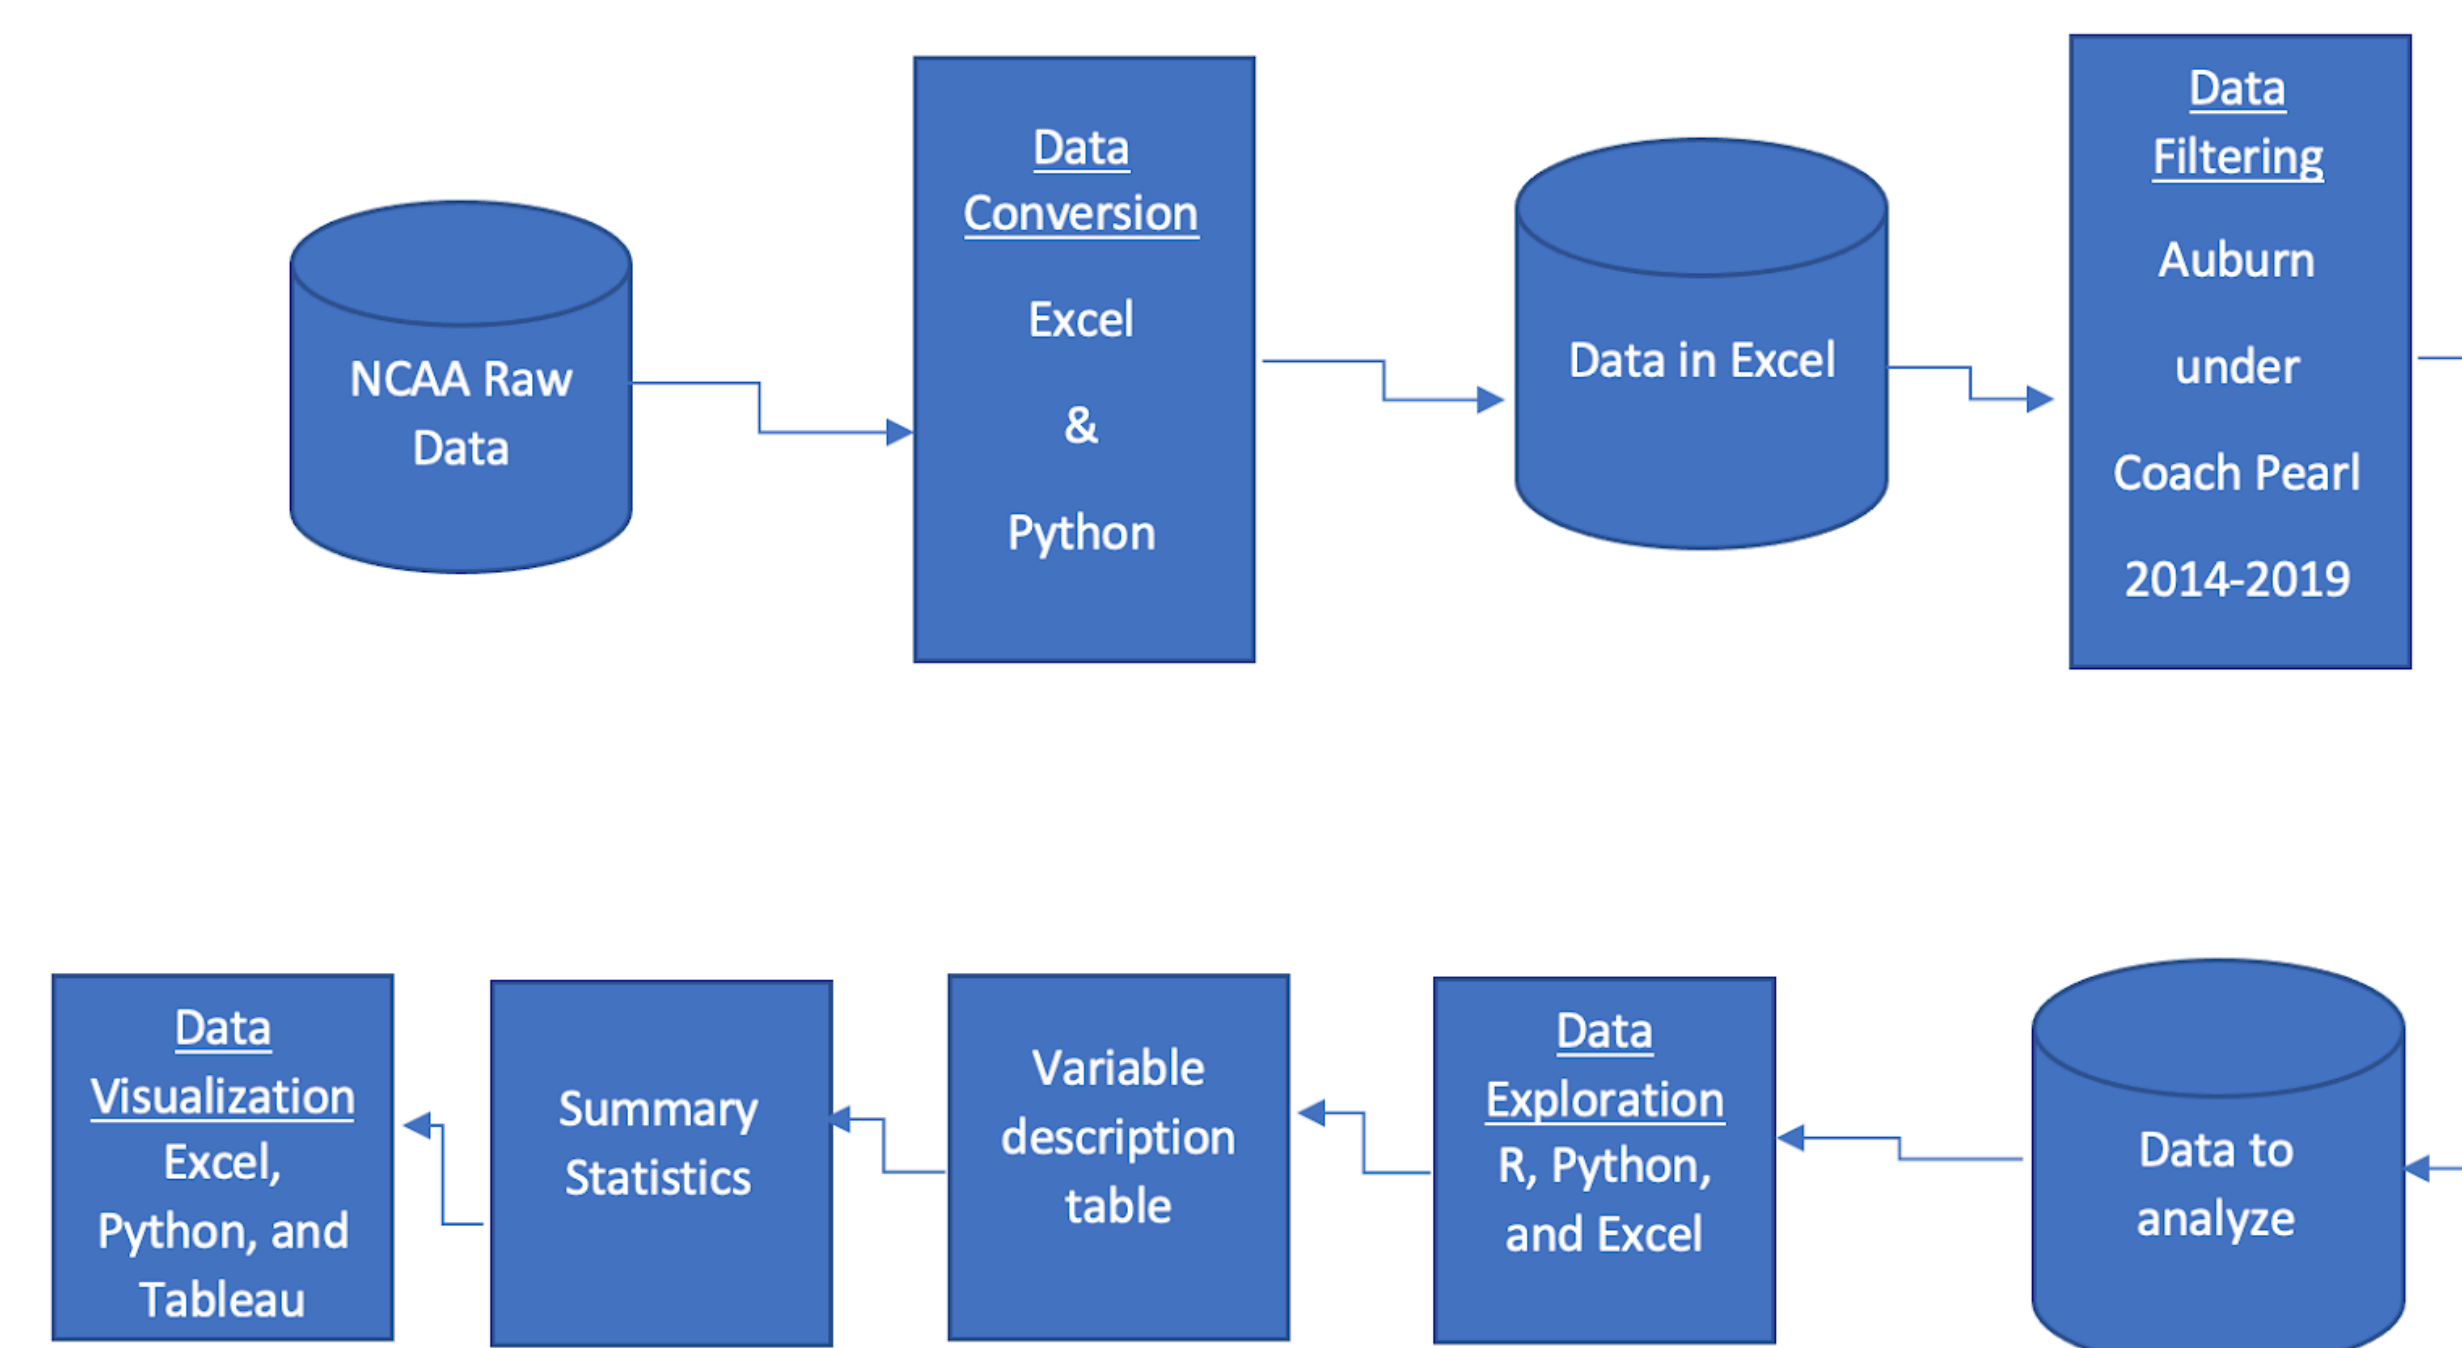 NCAA Raw
Data
Data
Conversion
Excel
&
Python
Data in Excel
Data
Filtering
Auburn
under
Coach Pearl
2014-2019
Data
Visualization
Excel,
Python, and
Tableau
Summary
Statistics
Variable
description
table
Data
Exploration
R, Python,
and Excel
Data to
analyze